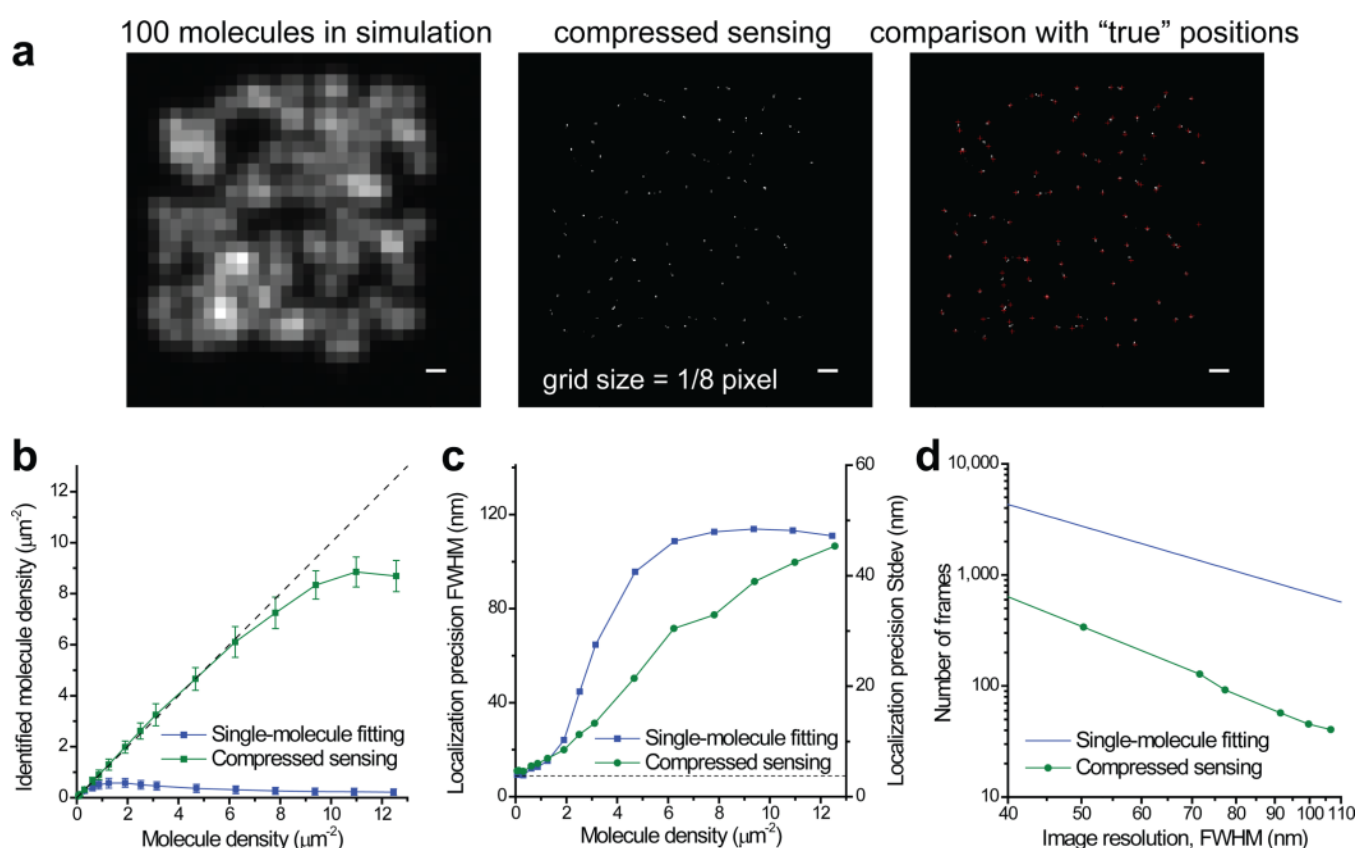 a
100 molecules in simulation
compressed sensing
comparison with “true” positions
grid size = 1/8 pixel
b
Identified molecule density (μm⁻²)
12
10
8
6
4
2
0
Single-molecule fitting
Compressed sensing
0
2
4
6
8
10
12
Molecule density (μm⁻²)
c
Localization precision FWHM (nm)
120
80
40
0
Single-molecule fitting
Compressed sensing
60
40
20
0
Localization precision Stdev (nm)
0
2
4
6
8
10
12
Molecule density (μm⁻²)
d
Number of frames
10,000
1,000
100
10
Single-molecule fitting
Compressed sensing
40
50
60
70
80
90
100
110
Image resolution, FWHM (nm)